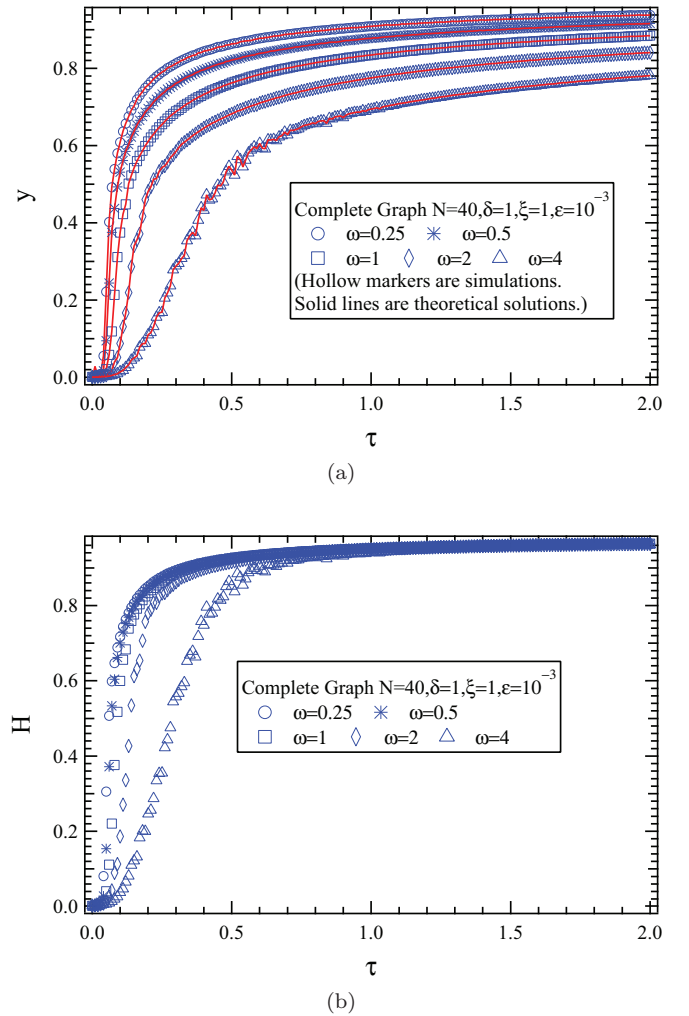 y
0.8
0.6
0.4
0.2
0.0
Complete Graph N=40,δ=1,ξ=1,ε=10⁻³
ω=0.25 ω=0.5
ω=1 ω=2 ω=4
(Hollow markers are simulations.
Solid lines are theoretical solutions.)
0.0 0.5 1.0 1.5 2.0
τ
(a)
H
0.8
0.6
0.4
0.2
0.0
Complete Graph N=40,δ=1,ξ=1,ε=10⁻³
ω=0.25 ω=0.5
ω=1 ω=2 ω=4
0.0 0.5 1.0 1.5 2.0
τ
(b)